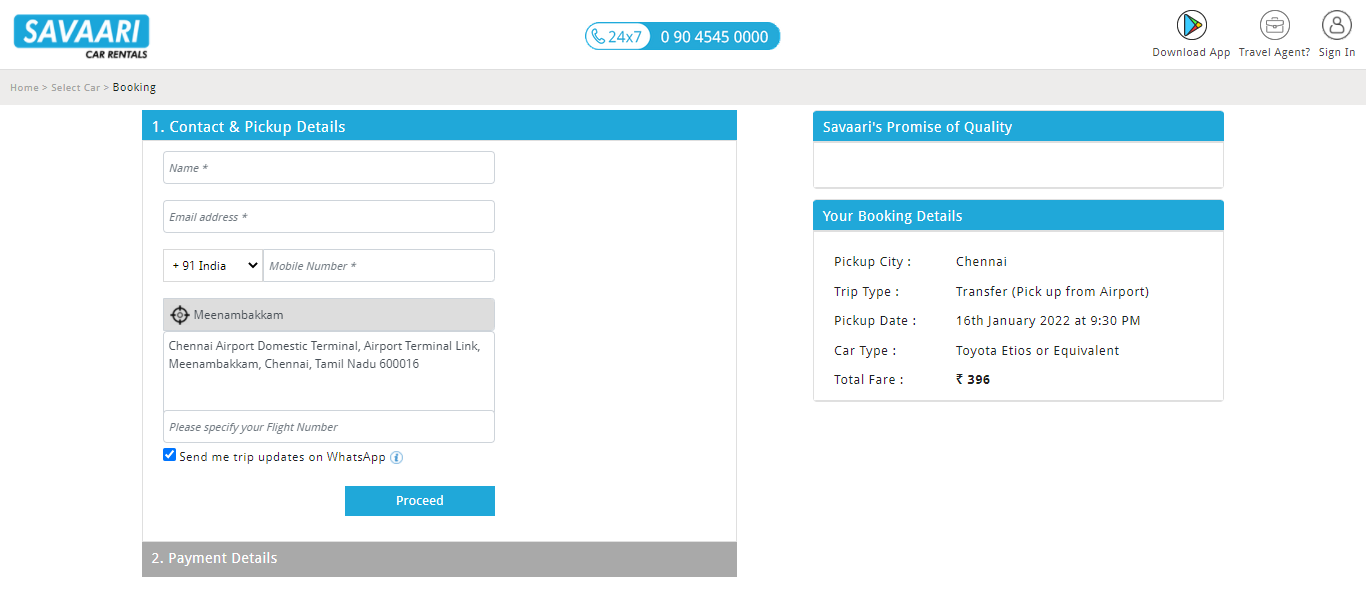 SAVAARI
CAR RENTALS
24x7 0 90 4545 0000
Download App Travel Agent? Sign In
Home > Select Car > Booking
1. Contact & Pickup Details
Name *
Email address *
+ 91 India Mobile Number *
Meenambakkam
Chennai Airport Domestic Terminal, Airport Terminal Link,
Meenambakkam, Chennai, Tamil Nadu 600016
Please specify your Flight Number
Send me trip updates on WhatsApp i
Proceed
2. Payment Details
Savaari's Promise of Quality
Your Booking Details
Pickup City : Chennai
Trip Type : Transfer (Pick up from Airport)
Pickup Date : 16th January 2022 at 9:30 PM
Car Type : Toyota Etios or Equivalent
Total Fare : ₹ 396